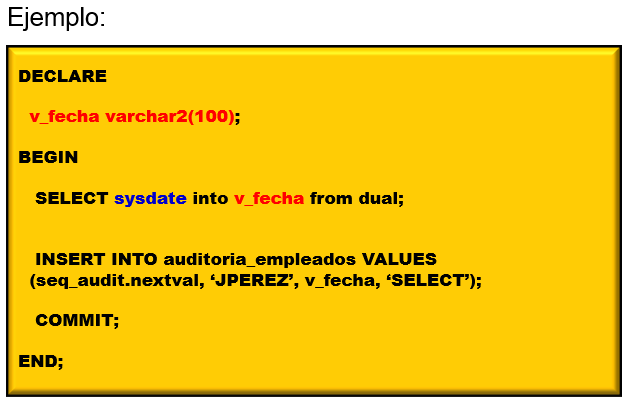 Ejemplo:
DECLARE
v_fecha varchar2(100);
BEGIN
SELECT sysdate into v_fecha from dual;
INSERT INTO auditoria_empleados VALUES
(seq_audit.nextval, ‘JPEREZ’, v_fecha, ‘SELECT’);
COMMIT;
END;